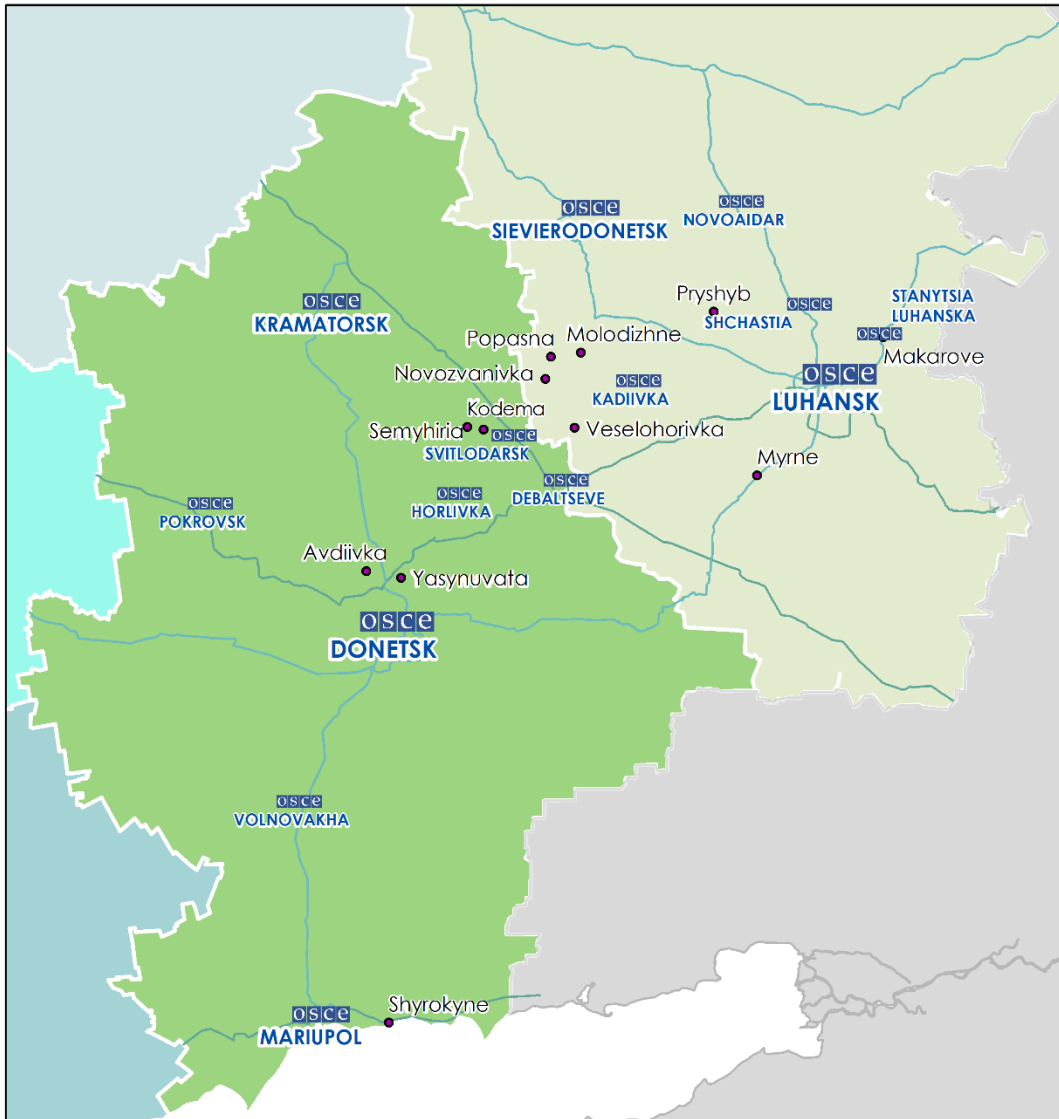 osce
SIEVIERODONETSK
osce
NOVOAIDAR
osce
KRAMATORSK
Pryshyb
osce
SHCHASTIA
STANYTSIA
LUHANSKA
osce
Makarove
Popasna
Molodizhne
Novozvanivka
osce
KADIIVKA
osce
LUHANSK
Kodema
Semyhiria
osce
SVITLODARSK
Veselohorivka
Myrne
osce
DEBALTSEVE
osce
HORLIVKA
osce
POKROVSK
Avdiivka
Yasynuvata
osce
DONETSK
osce
VOLNOVAKHA
Shyrokyne
osce
MARIUPOL